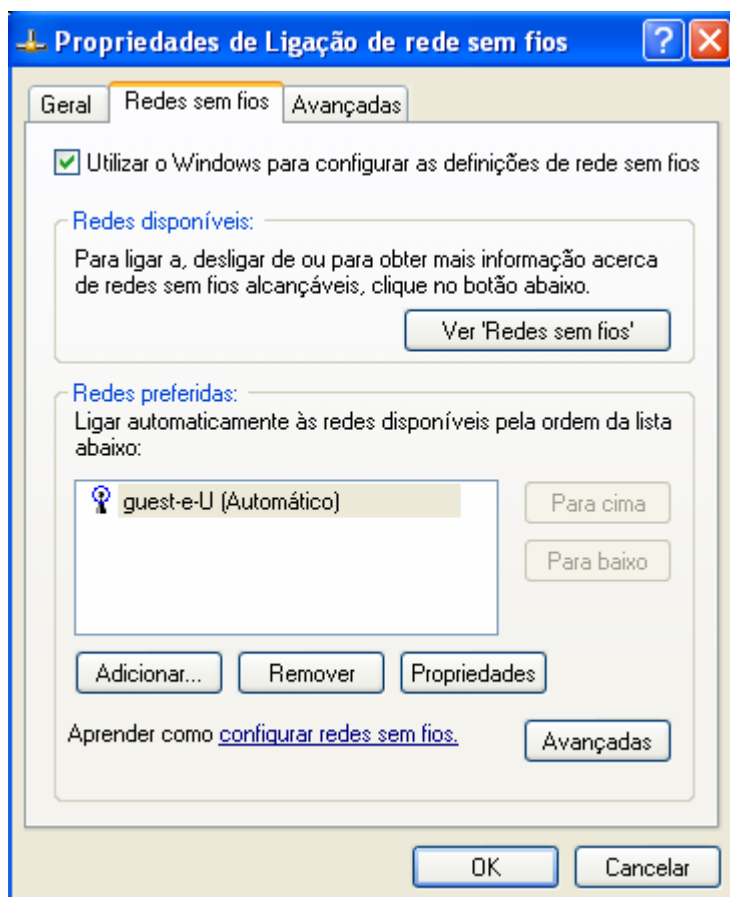 Propriedades de Ligação de rede sem fios
Geral
Redes sem fios
Avançadas
Utilizar o Windows para configurar as definições de rede sem fios
Redes disponíveis:
Para ligar a, desligar de ou para obter mais informação acerca
de redes sem fios alcançáveis, clique no botão abaixo.
Ver 'Redes sem fios'
Redes preferidas:
Ligar automaticamente às redes disponíveis pela ordem da lista
abaixo:
guest-e-U (Automático)
Para cima
Para baixo
Adicionar...
Remover
Propriedades
Aprender como configurar redes sem fios.
Avançadas
OK
Cancelar